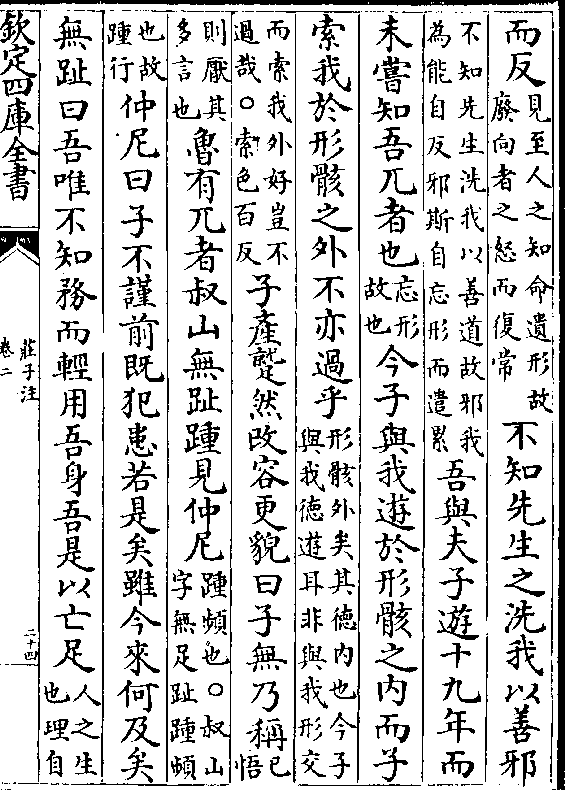 而反見至人之知命遺形故廢向者之怒而復常不知先生之洗我以善邪
不知先生洗我以善道故邪我為能自反邪斯自忘形而遣累吾與夫子遊十九年而
未嘗知吾兀者也忘形故也今子與我遊於形骸之内而子
索我於形骸之外不亦過乎形骸外矣其德内也今子與我德遊耳非與我形交
而索我外好豈不過哉○索色百反子產蹵然改容更貌曰子無乃稱已悟
則厭其多言也魯有兀者叔山無趾踵見仲尼踵頻也○叔山字無足趾踵頻
也故踵行仲尼曰子不謹前既犯患若是矣雖今來何及矣
無趾曰吾唯不知務而輕用吾身吾是以亡足人之生也理自
欽定四庫全書
莊子注
卷二
二十四